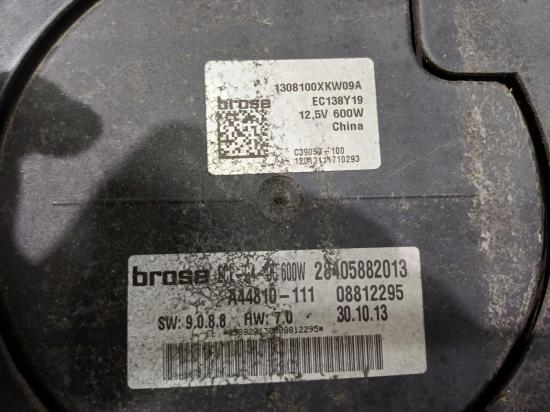 1308100XKW09A
brose
EC138Y19
12,5V 600W
China
brose 600W 28405882013
A44810-111 08812295
SW: 9.0.8.8 HW: 7.0 30.10.13